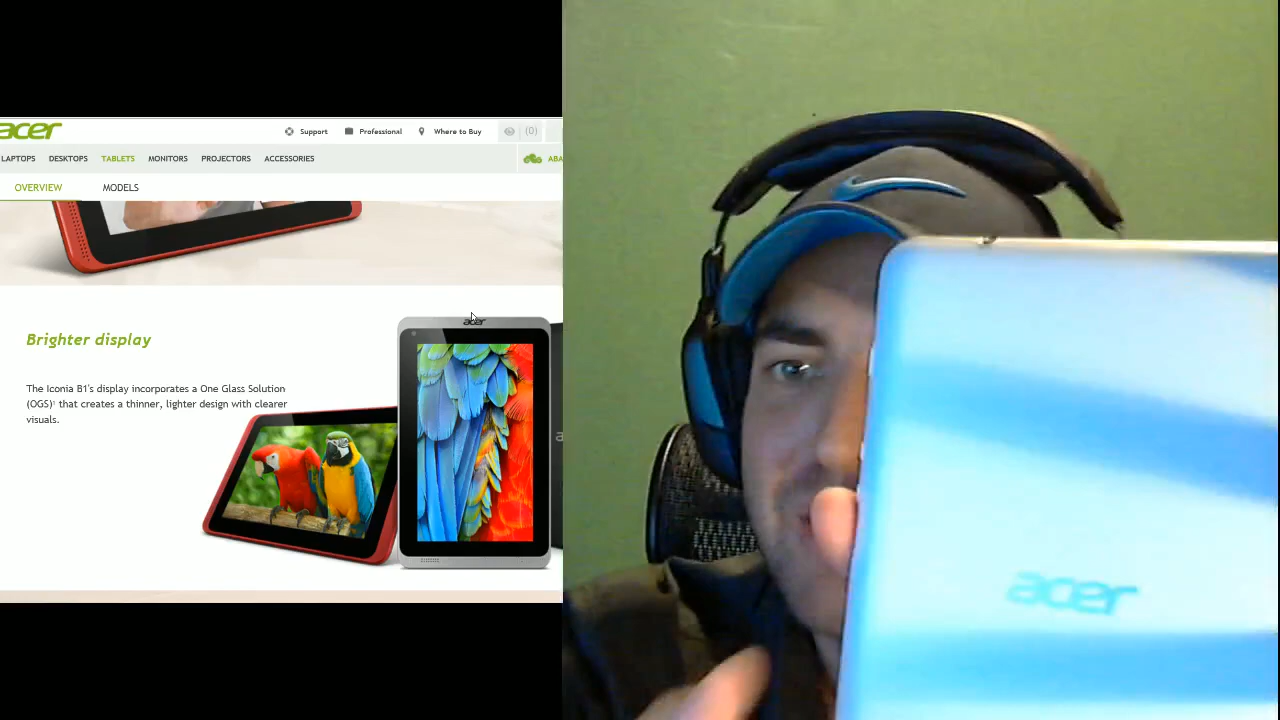 acer
Support
Professional
Where to Buy
(0)
LAPTOPS
DESKTOPS
TABLETS
MONITORS
PROJECTORS
ACCESSORIES
ABA
OVERVIEW
MODELS
acer
Brighter display
The Iconia B1's display incorporates a One Glass Solution
(OGS)¹ that creates a thinner, lighter design with clearer
visuals.
a
acer